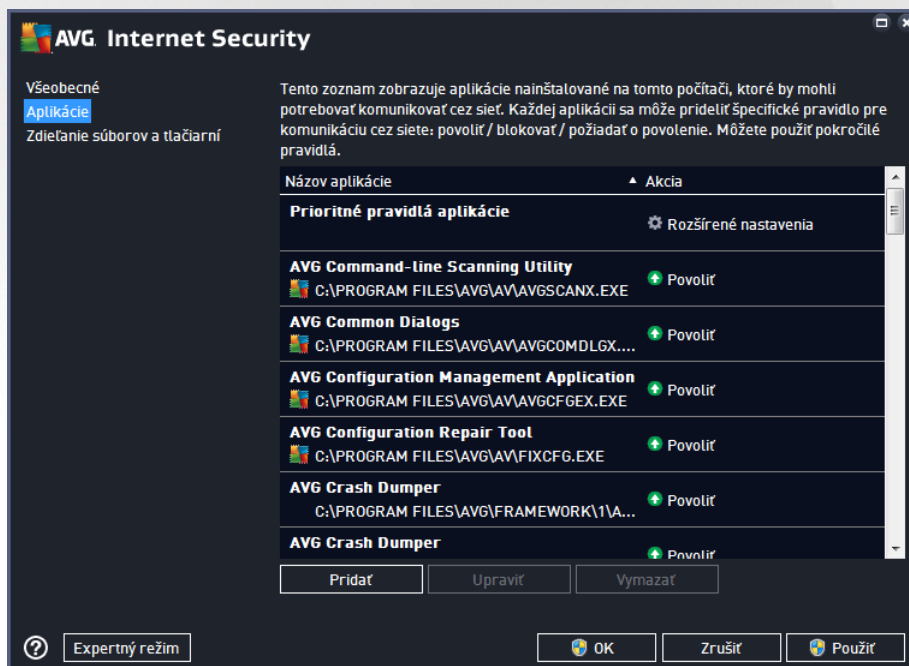 AVG. Internet Security
Všeobecné
Aplikácie
Zdieľanie súborov a tlačiarní
Tento zoznam zobrazuje aplikácie nainštalované na tomto počítači, ktoré by mohli
potrebovať komunikovať cez sieť. Každej aplikácii sa môže prideliť špecifické pravidlo pre
komunikáciu cez siete: povoliť / blokovať / požiadať o povolenie. Môžete použiť pokročilé
pravidlá.
Názov aplikácie Akcia
Prioritné pravidlá aplikácie
Rozšírené nastavenia
AVG Command-line Scanning Utility
C:\PROGRAM FILES\AVG\AV\AVGSCANX.EXE
Povoliť
AVG Common Dialogs
C:\PROGRAM FILES\AVG\AV\AVGCOMDLGX....
Povoliť
AVG Configuration Management Application
C:\PROGRAM FILES\AVG\AV\AVGCFGEX.EXE
Povoliť
AVG Configuration Repair Tool
C:\PROGRAM FILES\AVG\AV\FIXCFG.EXE
Povoliť
AVG Crash Dumper
C:\PROGRAM FILES\AVG\FRAMEWORK\1\A...
Povoliť
AVG Crash Dumper
Povoliť
Pridať Upraviť Vymazať
? Expertný režim OK Zrušiť Použiť